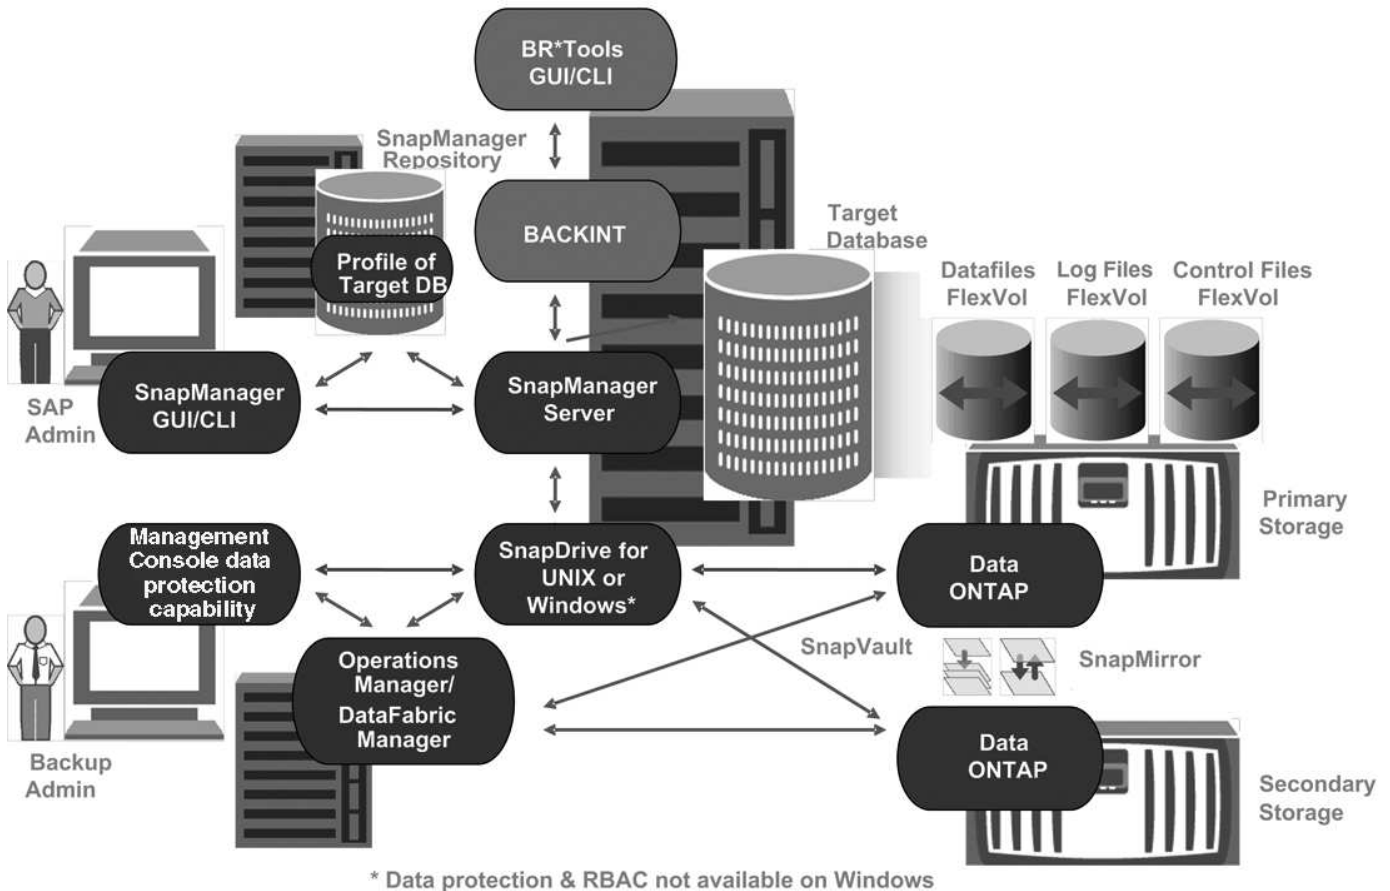 BR*Tools
GUI/CLI
SnapManager
Repository
BACKINT
Target
Database
Profile of
Target DB
Datafiles
FlexVol
Log Files
FlexVol
Control Files
FlexVol
SAP
Admin
SnapManager
GUI/CLI
SnapManager
Server
Primary
Storage
Management
Console data
protection
capability
SnapDrive for
UNIX or
Windows*
Data
ONTAP
SnapVault
SnapMirror
Operations
Manager/
DataFabric
Manager
Backup
Admin
Data
ONTAP
Secondary
Storage
* Data protection & RBAC not available on Windows